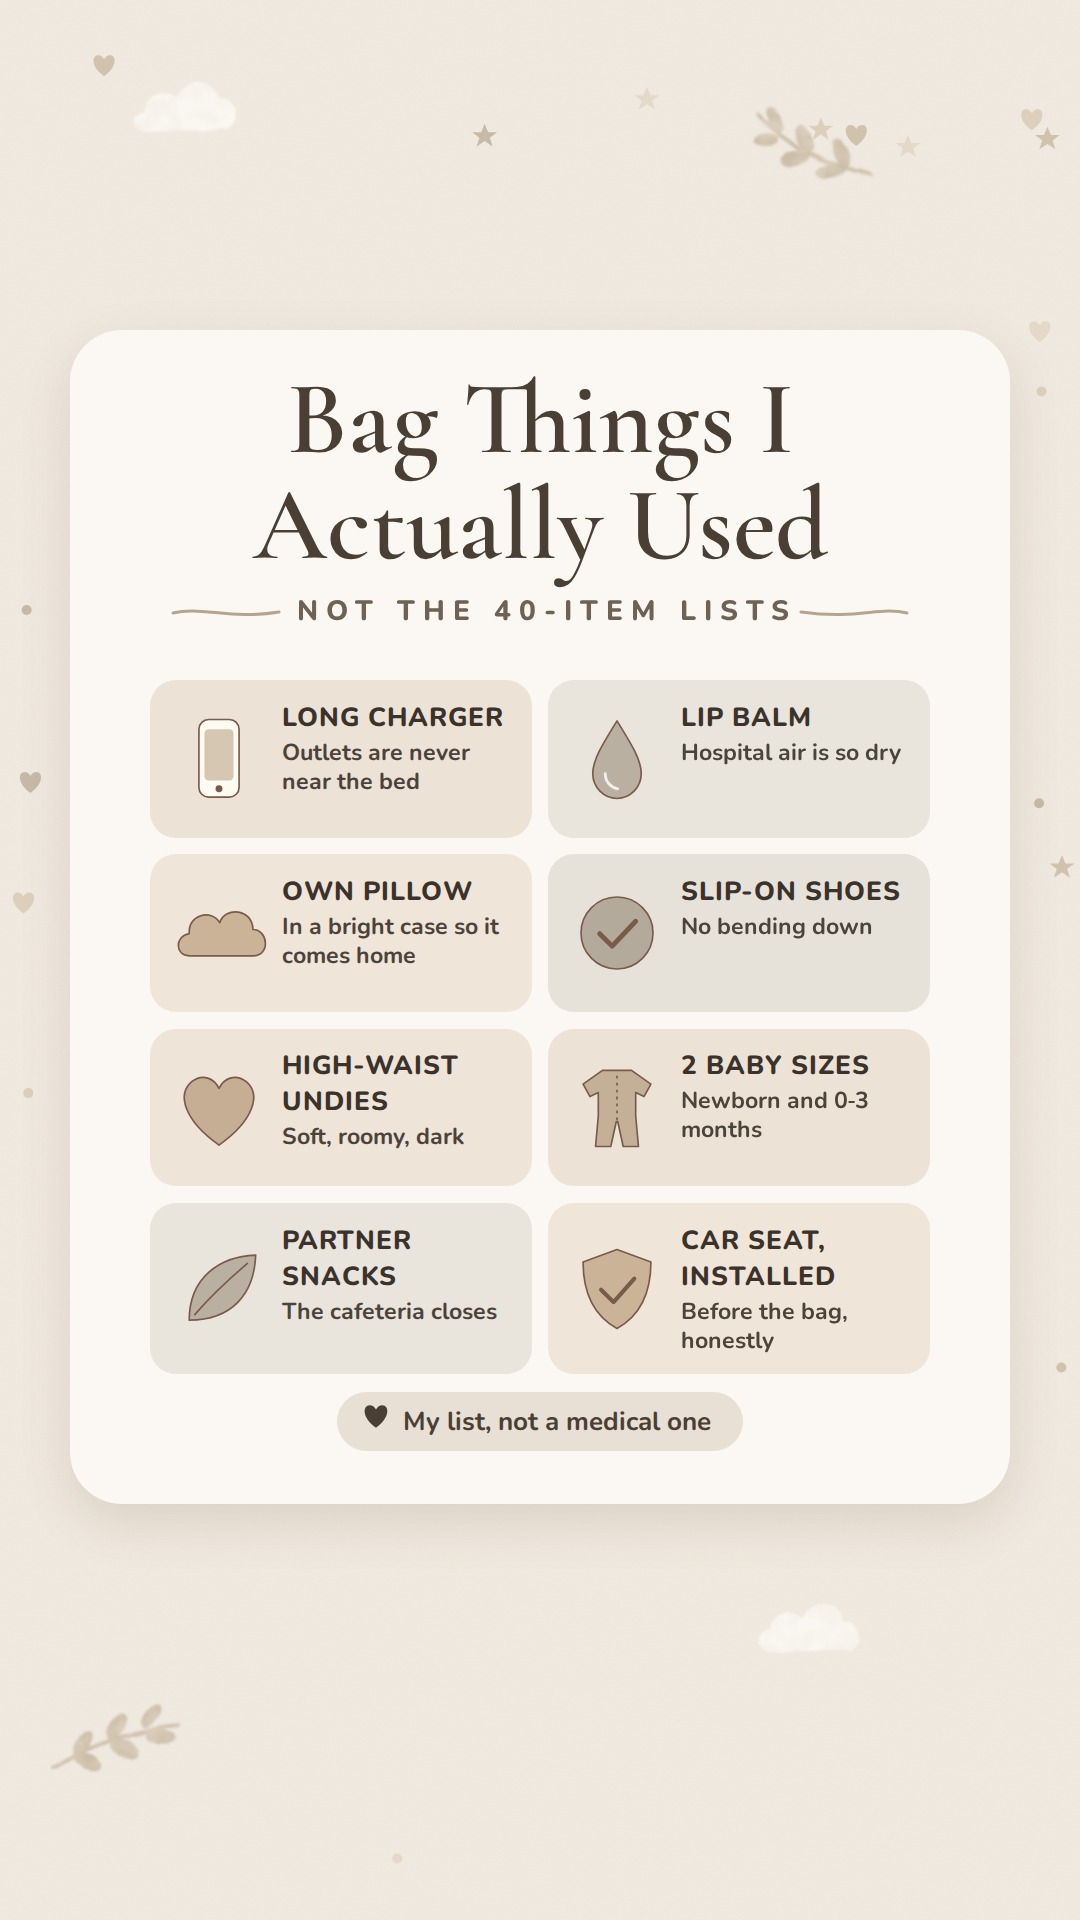 Bag Things I
Actually Used
NOT THE 40-ITEM LISTS
LONG CHARGER
Outlets are never
near the bed
LIP BALM
Hospital air is so dry
OWN PILLOW
In a bright case so it
comes home
SLIP-ON SHOES
No bending down
HIGH-WAIST
UNDIES
Soft, roomy, dark
2 BABY SIZES
Newborn and 0-3
months
PARTNER
SNACKS
The cafeteria closes
CAR SEAT,
INSTALLED
Before the bag,
honestly
My list, not a medical one